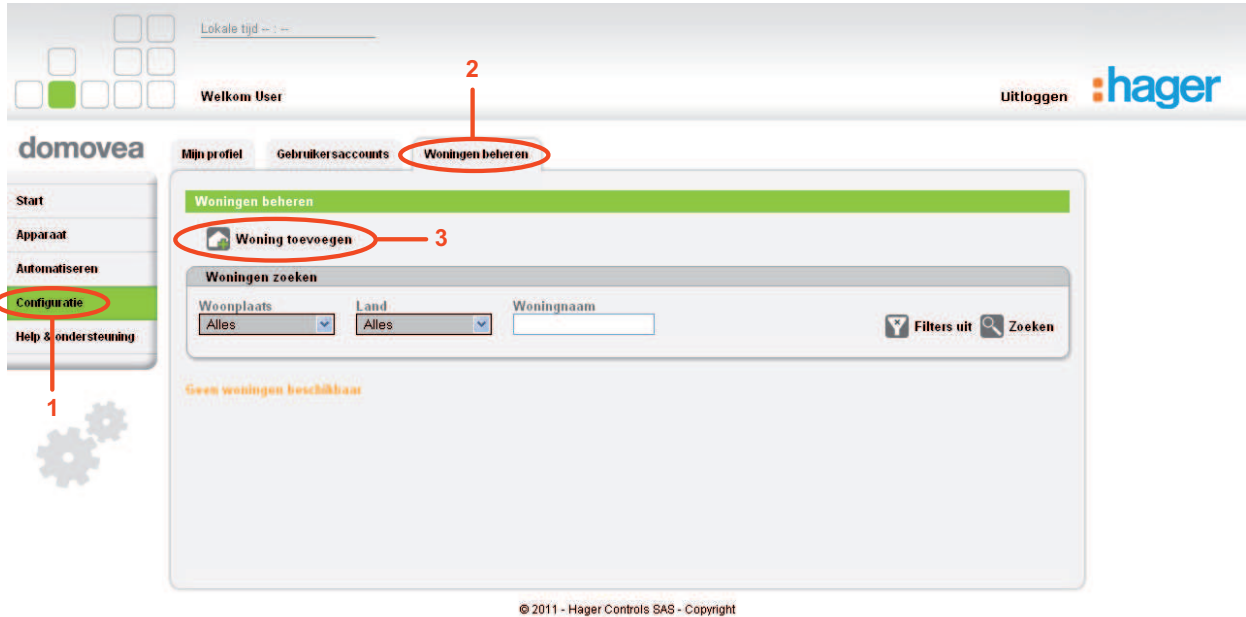 Lokale tijd -- : --
Welkom User
Uitloggen
:hager
domovea
2
Mijn profiel
Gebruikersaccounts
Woningen beheren
Start
Apparaat
Automatiseren
Configuratie
Help & ondersteuning
1
Woningen beheren
Woning toevoegen
3
Woningen zoeken
Woonplaats
Land
Woningnaam
Alles
Alles
Filters uit
Zoeken
Geen woningen beschikbaar
© 2011 - Hager Controls SAS - Copyright